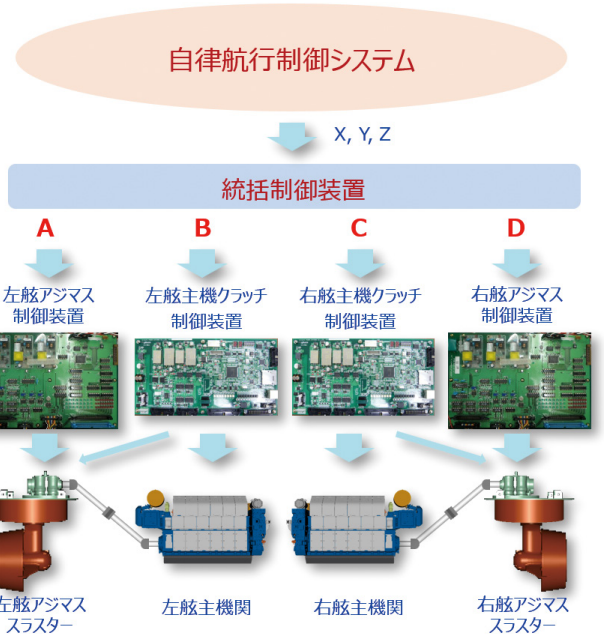 自律航行制御システム
X, Y, Z
統括制御装置
A
B
C
D
左舷アジマス
制御装置
左舷主機クラッチ
制御装置
右舷主機クラッチ
制御装置
右舷アジマス
制御装置
左舷アジマス
スラスター
左舷主機関
右舷主機関
右舷アジマス
スラスター